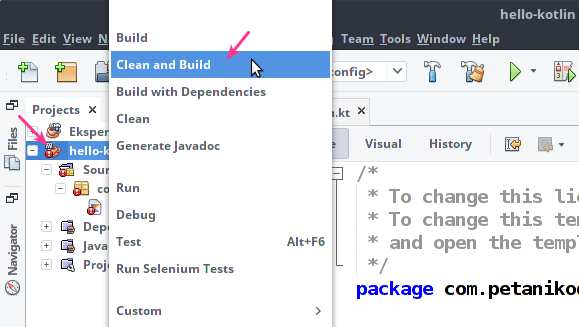 hello-kotlin
File Edit View N
Team Tools Window Help
Build
Clean and Build
Build with Dependencies
Clean
Generate Javadoc
Run
Debug
Test Alt+F6
Run Selenium Tests
Custom
config>
Projects
Files
Navigator
Eksper
hello-k
Sour
co
Depe
Java
Proje
.kt
Visual History
/*
* To change this lic
* To change this tem
* and open the templ
*/
package com.petanikod